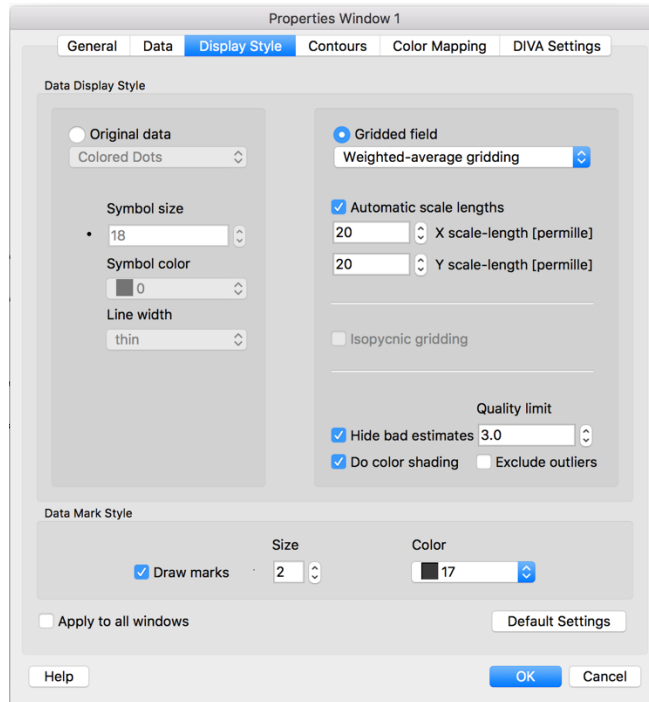 Properties Window 1
General Data Display Style Contours Color Mapping DIVA Settings
Data Display Style
Original data
Colored Dots
Symbol size
18
Symbol color
0
Line width
thin
Gridded field
Weighted-average gridding
Automatic scale lengths
20 X scale-length [permille]
20 Y scale-length [permille]
Isopycnic gridding
Quality limit
Hide bad estimates 3.0
Do color shading Exclude outliers
Data Mark Style
Size Color
Draw marks 2 17
Apply to all windows Default Settings
Help OK Cancel